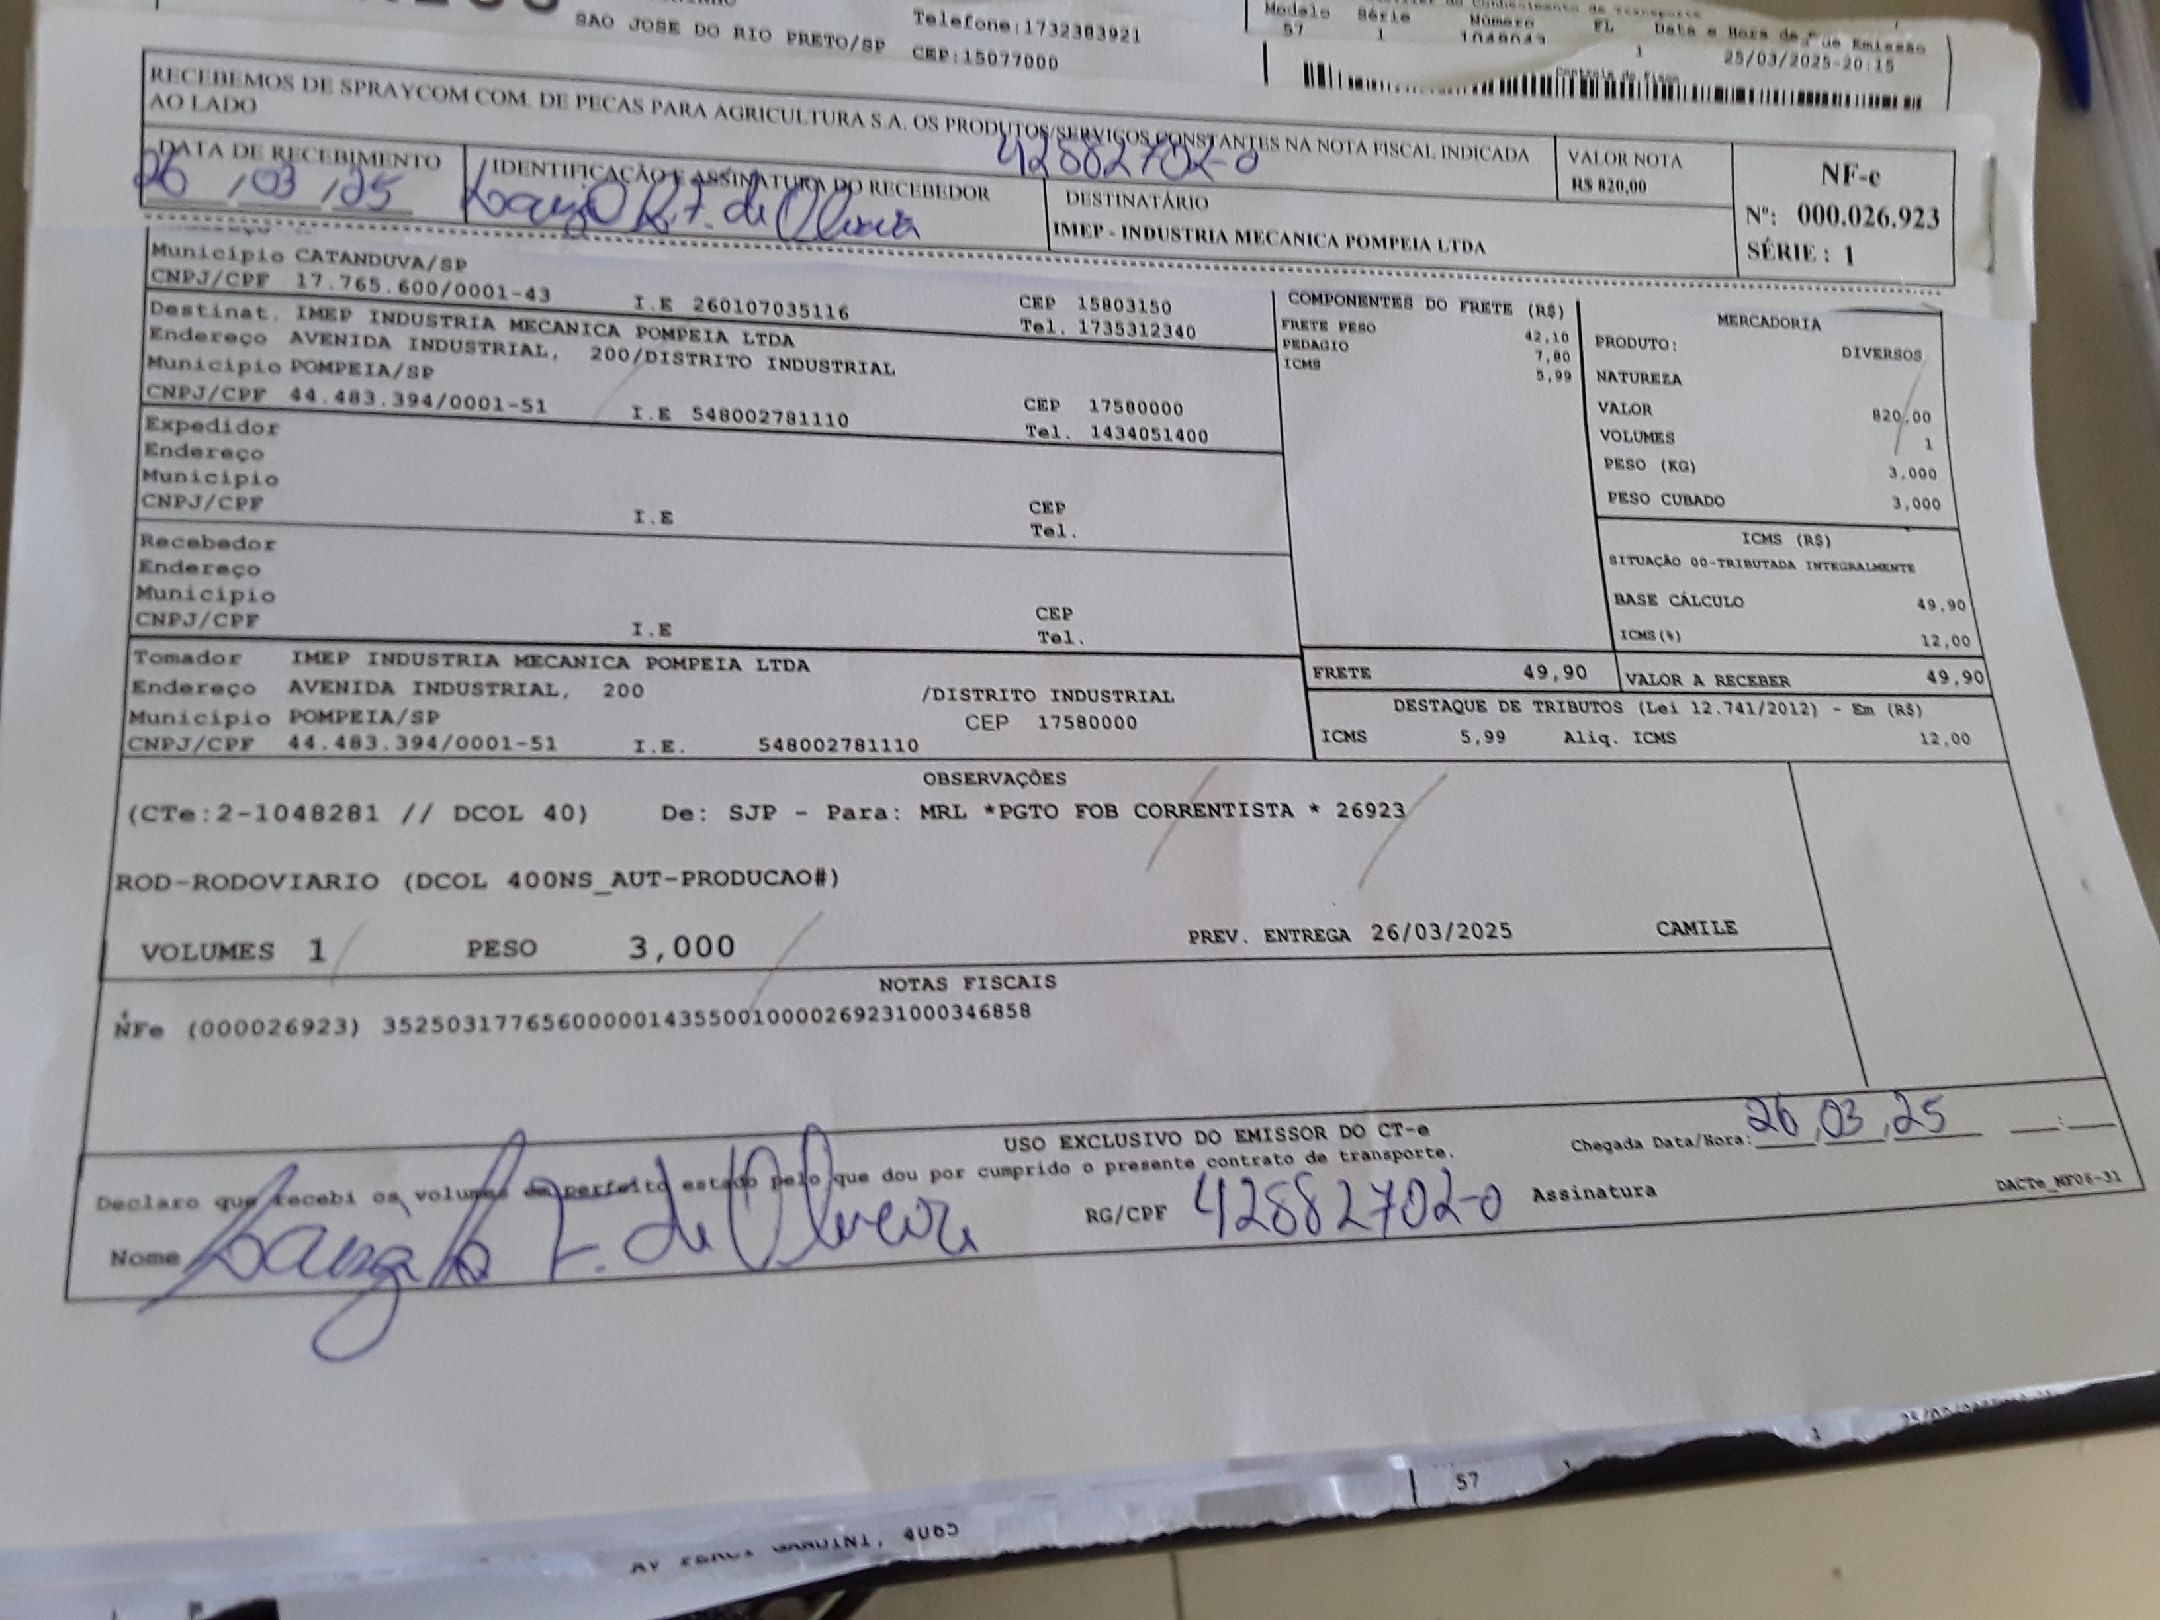 SAO JOSE DO RIO PRETO/SP
Telefone:1732383921
CEP:15077000
Modelo Série Número FL Data e Hora de Emissão
57 1 1 25/03/2025-20:15
RECEBEMOS DE SPRAYCOM COM. DE PECAS PARA AGRICULTURA S.A. OS PRODUTOS/SERVIÇOS CONSTANTES NA NOTA FISCAL INDICADA
AO LADO
42882702-0
VALOR NOTA
R$ 820,00
NF-e
Nº: 000.026.923
SÉRIE : 1
DATA DE RECEBIMENTO
26/03/25
IDENTIFICAÇÃO E ASSINATURA DO RECEBEDOR
de Oliveira
DESTINATÁRIO
IMEP - INDUSTRIA MECANICA POMPEIA LTDA
Município CATANDUVA/SP CEP 15803150
CNPJ/CPF 17.765.600/0001-43 I.E 260107035116 Tel. 1735312340
Destinat. IMEP INDUSTRIA MECANICA POMPEIA LTDA
Endereço AVENIDA INDUSTRIAL, 200/DISTRITO INDUSTRIAL
Município POMPEIA/SP CEP 17580000
CNPJ/CPF 44.483.394/0001-51 I.E 548002781110 Tel. 1434051400
Expedidor
Endereço
Município CEP
CNPJ/CPF I.E Tel.
Recebedor
Endereço
Município CEP
CNPJ/CPF I.E Tel.
Tomador IMEP INDUSTRIA MECANICA POMPEIA LTDA
Endereço AVENIDA INDUSTRIAL, 200 /DISTRITO INDUSTRIAL
Município POMPEIA/SP CEP 17580000
CNPJ/CPF 44.483.394/0001-51 I.E. 548002781110
COMPONENTES DO FRETE (R$)
FRETE PESO 42,10
PEDAGIO 7,80
ICMS 5,99
MERCADORIA
PRODUTO: DIVERSOS
NATUREZA
VALOR 820,00
VOLUMES 1
PESO (KG) 3,000
PESO CUBADO 3,000
ICMS (R$)
SITUAÇÃO 00-TRIBUTADA INTEGRALMENTE
BASE CÁLCULO 49,90
ICMS(%) 12,00
FRETE 49,90 VALOR A RECEBER 49,90
DESTAQUE DE TRIBUTOS (Lei 12.741/2012) - Em (R$)
ICMS 5,99 Aliq. ICMS 12,00
OBSERVAÇÕES
(CTe:2-1048281 // DCOL 40) De: SJP - Para: MRL *PGTO FOB CORRENTISTA * 26923
ROD-RODOVIARIO (DCOL 400NS_AUT-PRODUCAO#)
VOLUMES 1 PESO 3,000 PREV. ENTREGA 26/03/2025 CAMILE
NOTAS FISCAIS
NFe (000026923) 35250317765600000143550010000269231000346858
USO EXCLUSIVO DO EMISSOR DO CT-e
Chegada Data/Hora: 26/03/25 __:__
Declaro que recebi os volumes em perfeito estado pelo que dou por cumprido o presente contrato de transporte.
Nome de Oliveira RG/CPF 42882702-0 Assinatura
DACTe_NF06-31
57 1
4065